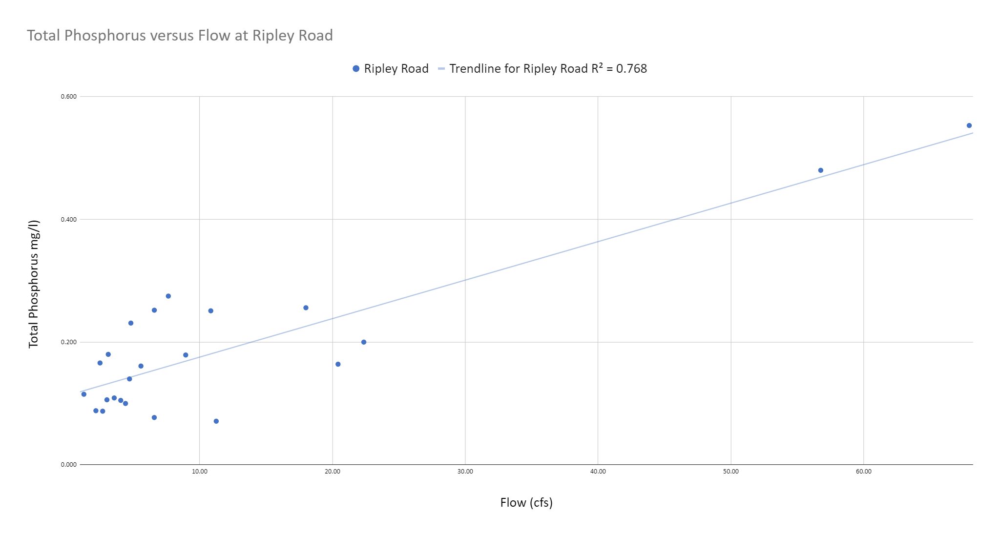 Total Phosphorus versus Flow at Ripley Road
Ripley Road
Trendline for Ripley Road R² = 0.768
Total Phosphorus mg/l)
0.600
0.400
0.200
0.000
10.00
20.00
30.00
40.00
50.00
60.00
Flow (cfs)